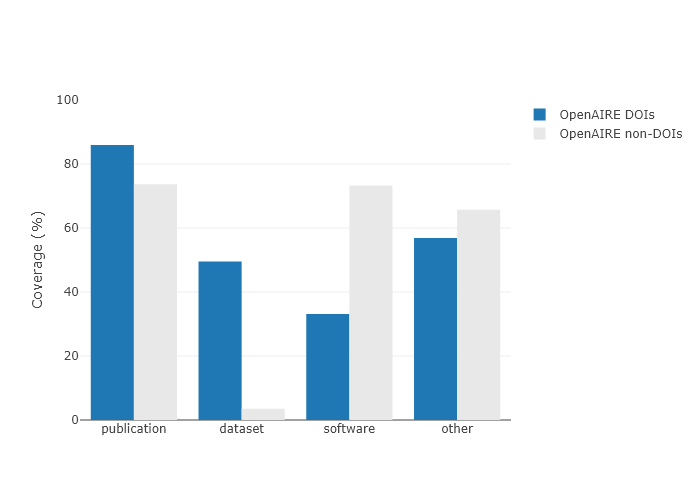 100
80
60
40
20
0
Coverage (%)
publication
dataset
software
other
OpenAIRE DOIs
OpenAIRE non-DOIs